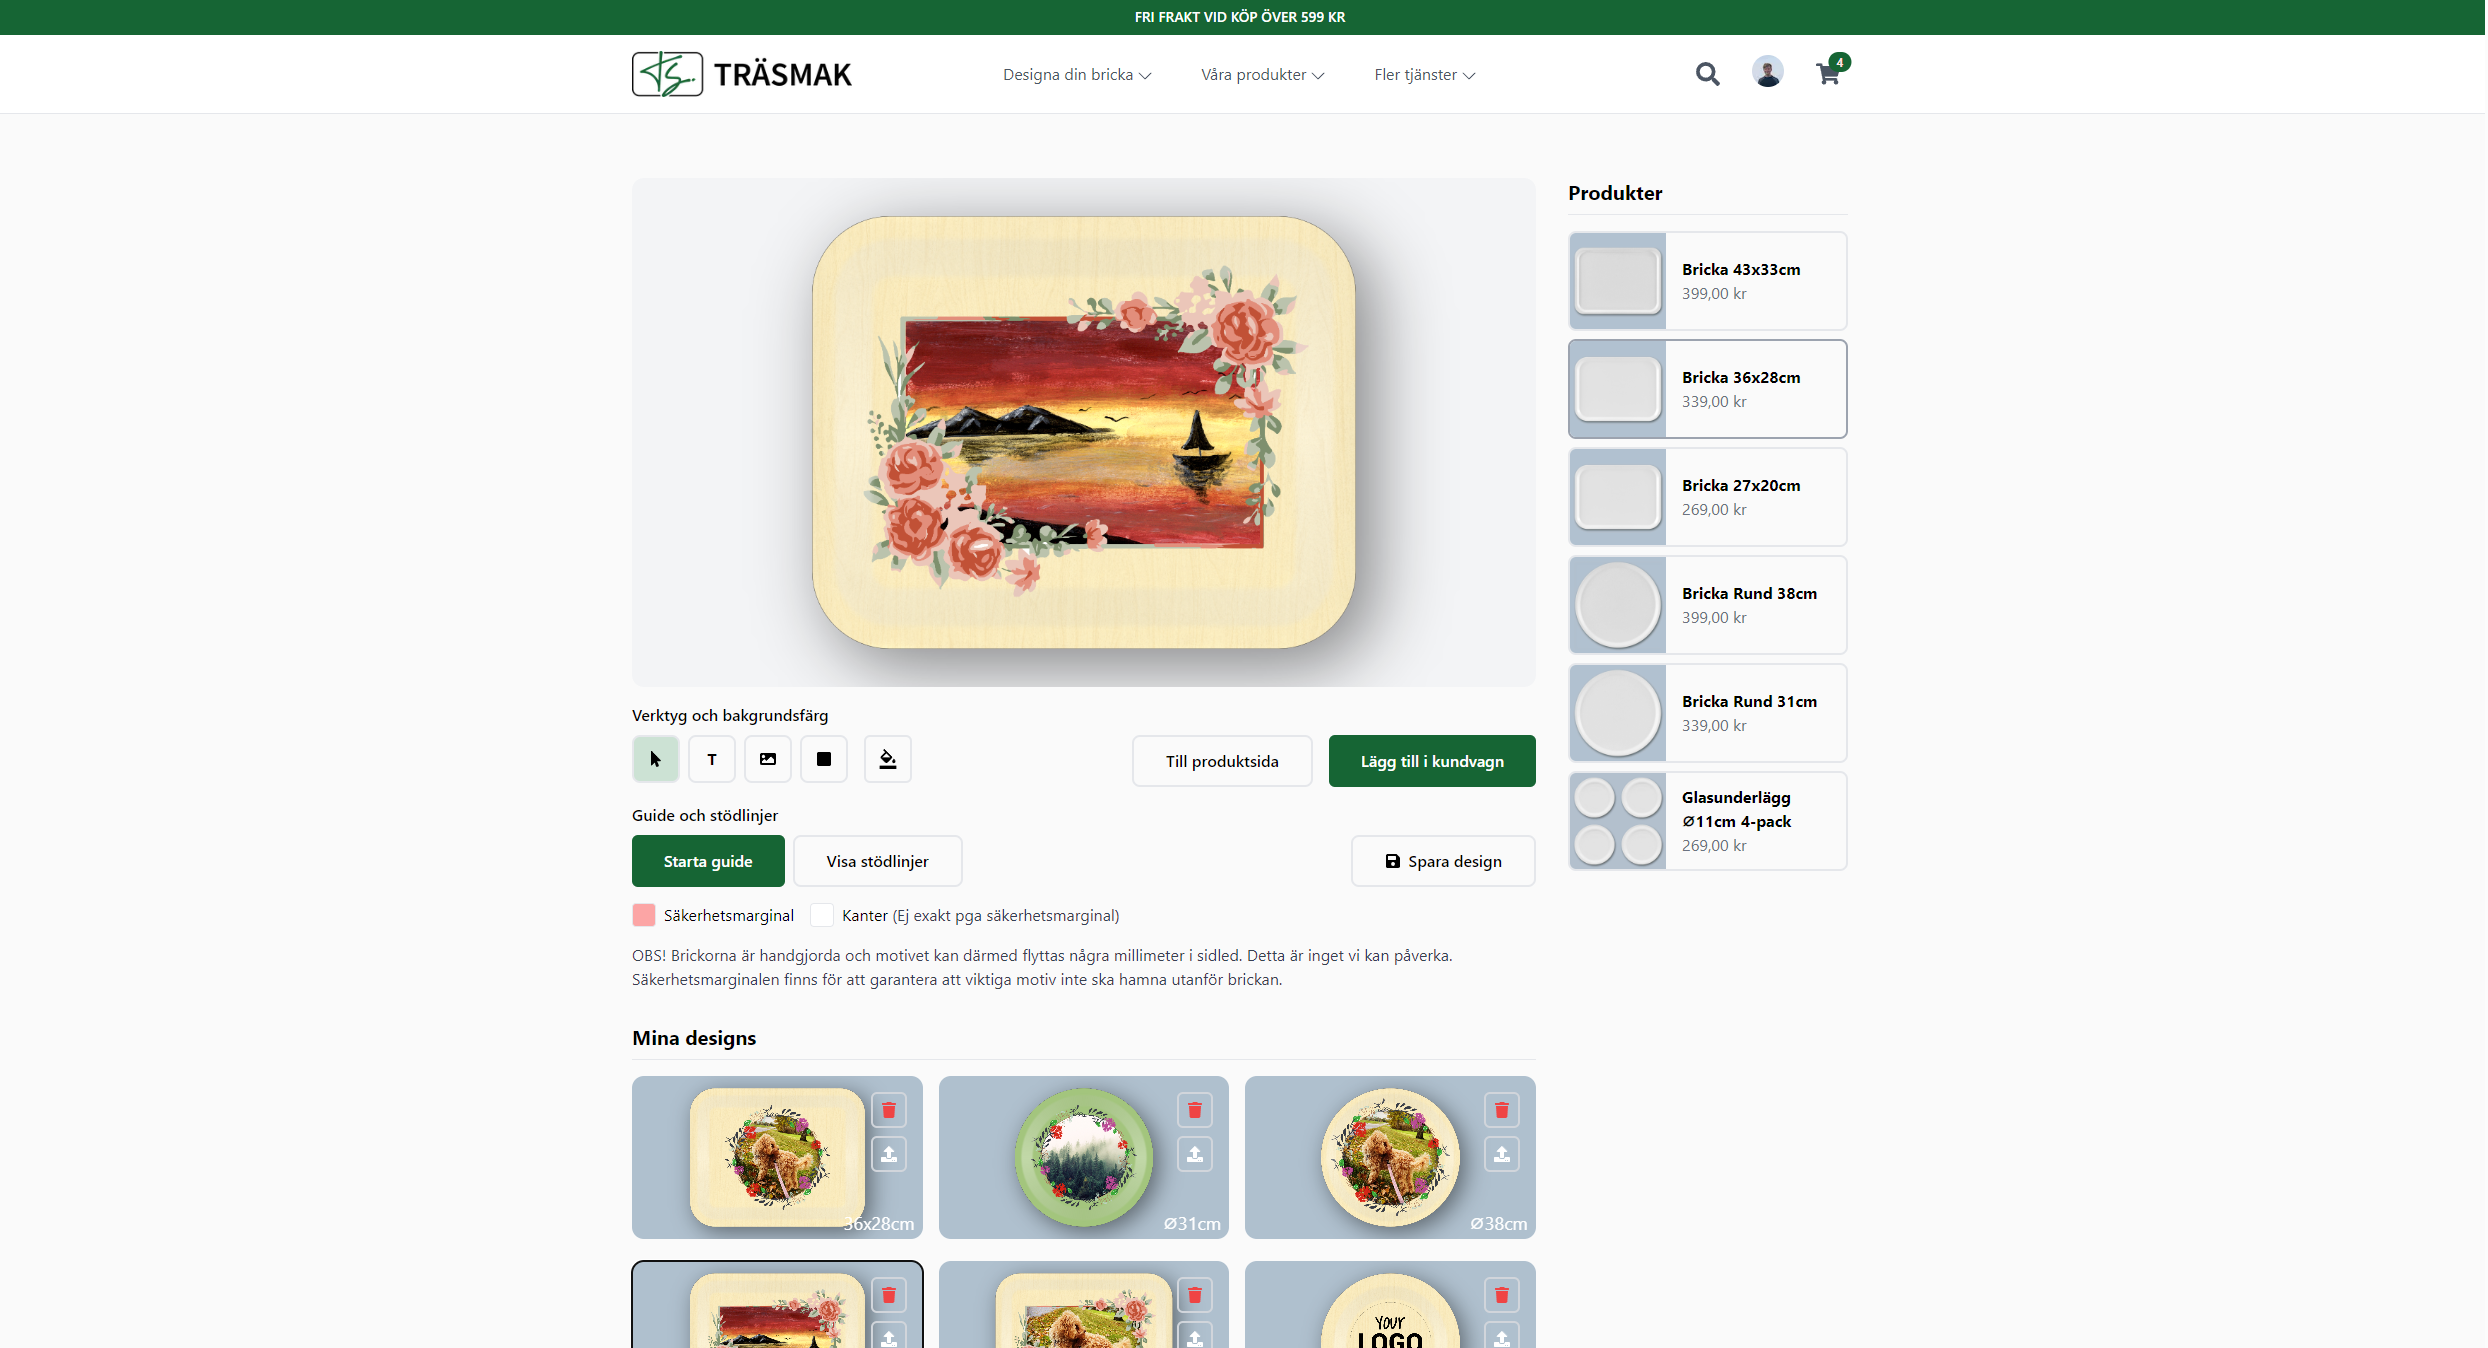 FRI FRAKT VID KÖP ÖVER 599 KR
TS. TRÄSMAK
Designa din bricka
Våra produkter
Fler tjänster
4
Produkter
Bricka 43x33cm
399,00 kr
Bricka 36x28cm
339,00 kr
Bricka 27x20cm
269,00 kr
Bricka Rund 38cm
399,00 kr
Bricka Rund 31cm
339,00 kr
Glasunderlägg
Ø11cm 4-pack
269,00 kr
Verktyg och bakgrundsfärg
T
Till produktsida
Lägg till i kundvagn
Guide och stödlinjer
Starta guide
Visa stödlinjer
Spara design
Säkerhetsmarginal
Kanter (Ej exakt pga säkerhetsmarginal)
OBS! Brickorna är handgjorda och motivet kan därmed flyttas några millimeter i sidled. Detta är inget vi kan påverka.
Säkerhetsmarginalen finns för att garantera att viktiga motiv inte ska hamna utanför brickan.
Mina designs
36x28cm
Ø31cm
Ø38cm
YOUR
LOGO